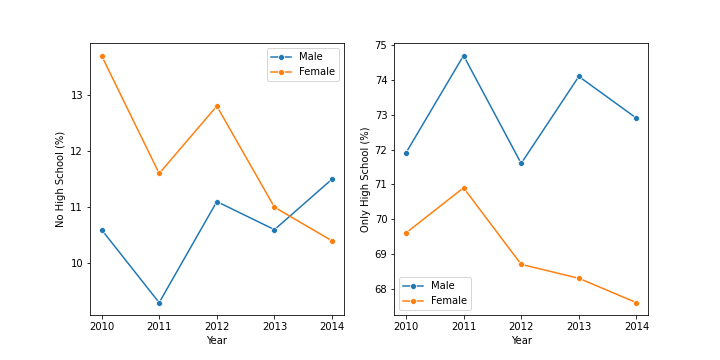 Male
Female
No High School (%)
13
12
11
10
2010 2011 2012 2013 2014
Year
Only High School (%)
75
74
73
72
71
70
69
68
Male
Female
2010 2011 2012 2013 2014
Year